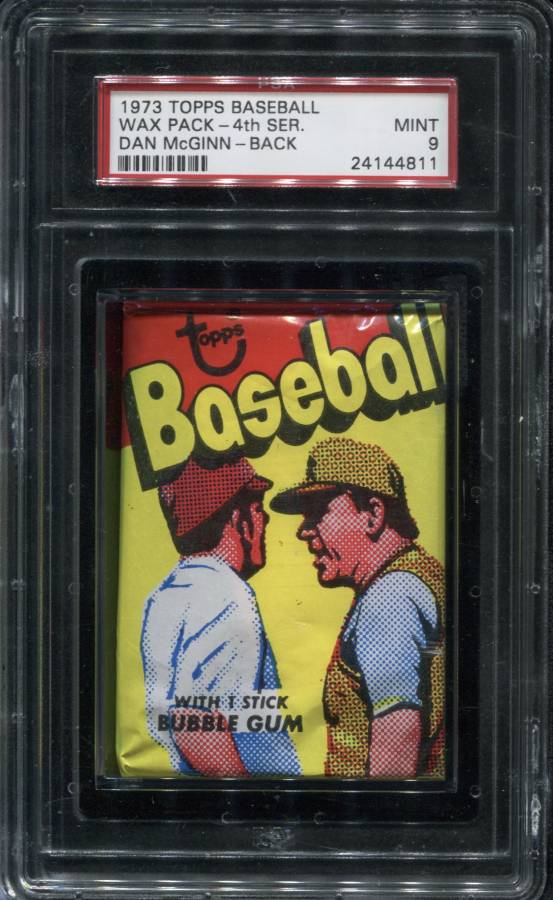 PSA
1973 TOPPS BASEBALL
WAX PACK – 4th SER. MINT
DAN McGINN – BACK 9
24144811
Topps
Baseball
WITH 1 STICK
BUBBLE GUM